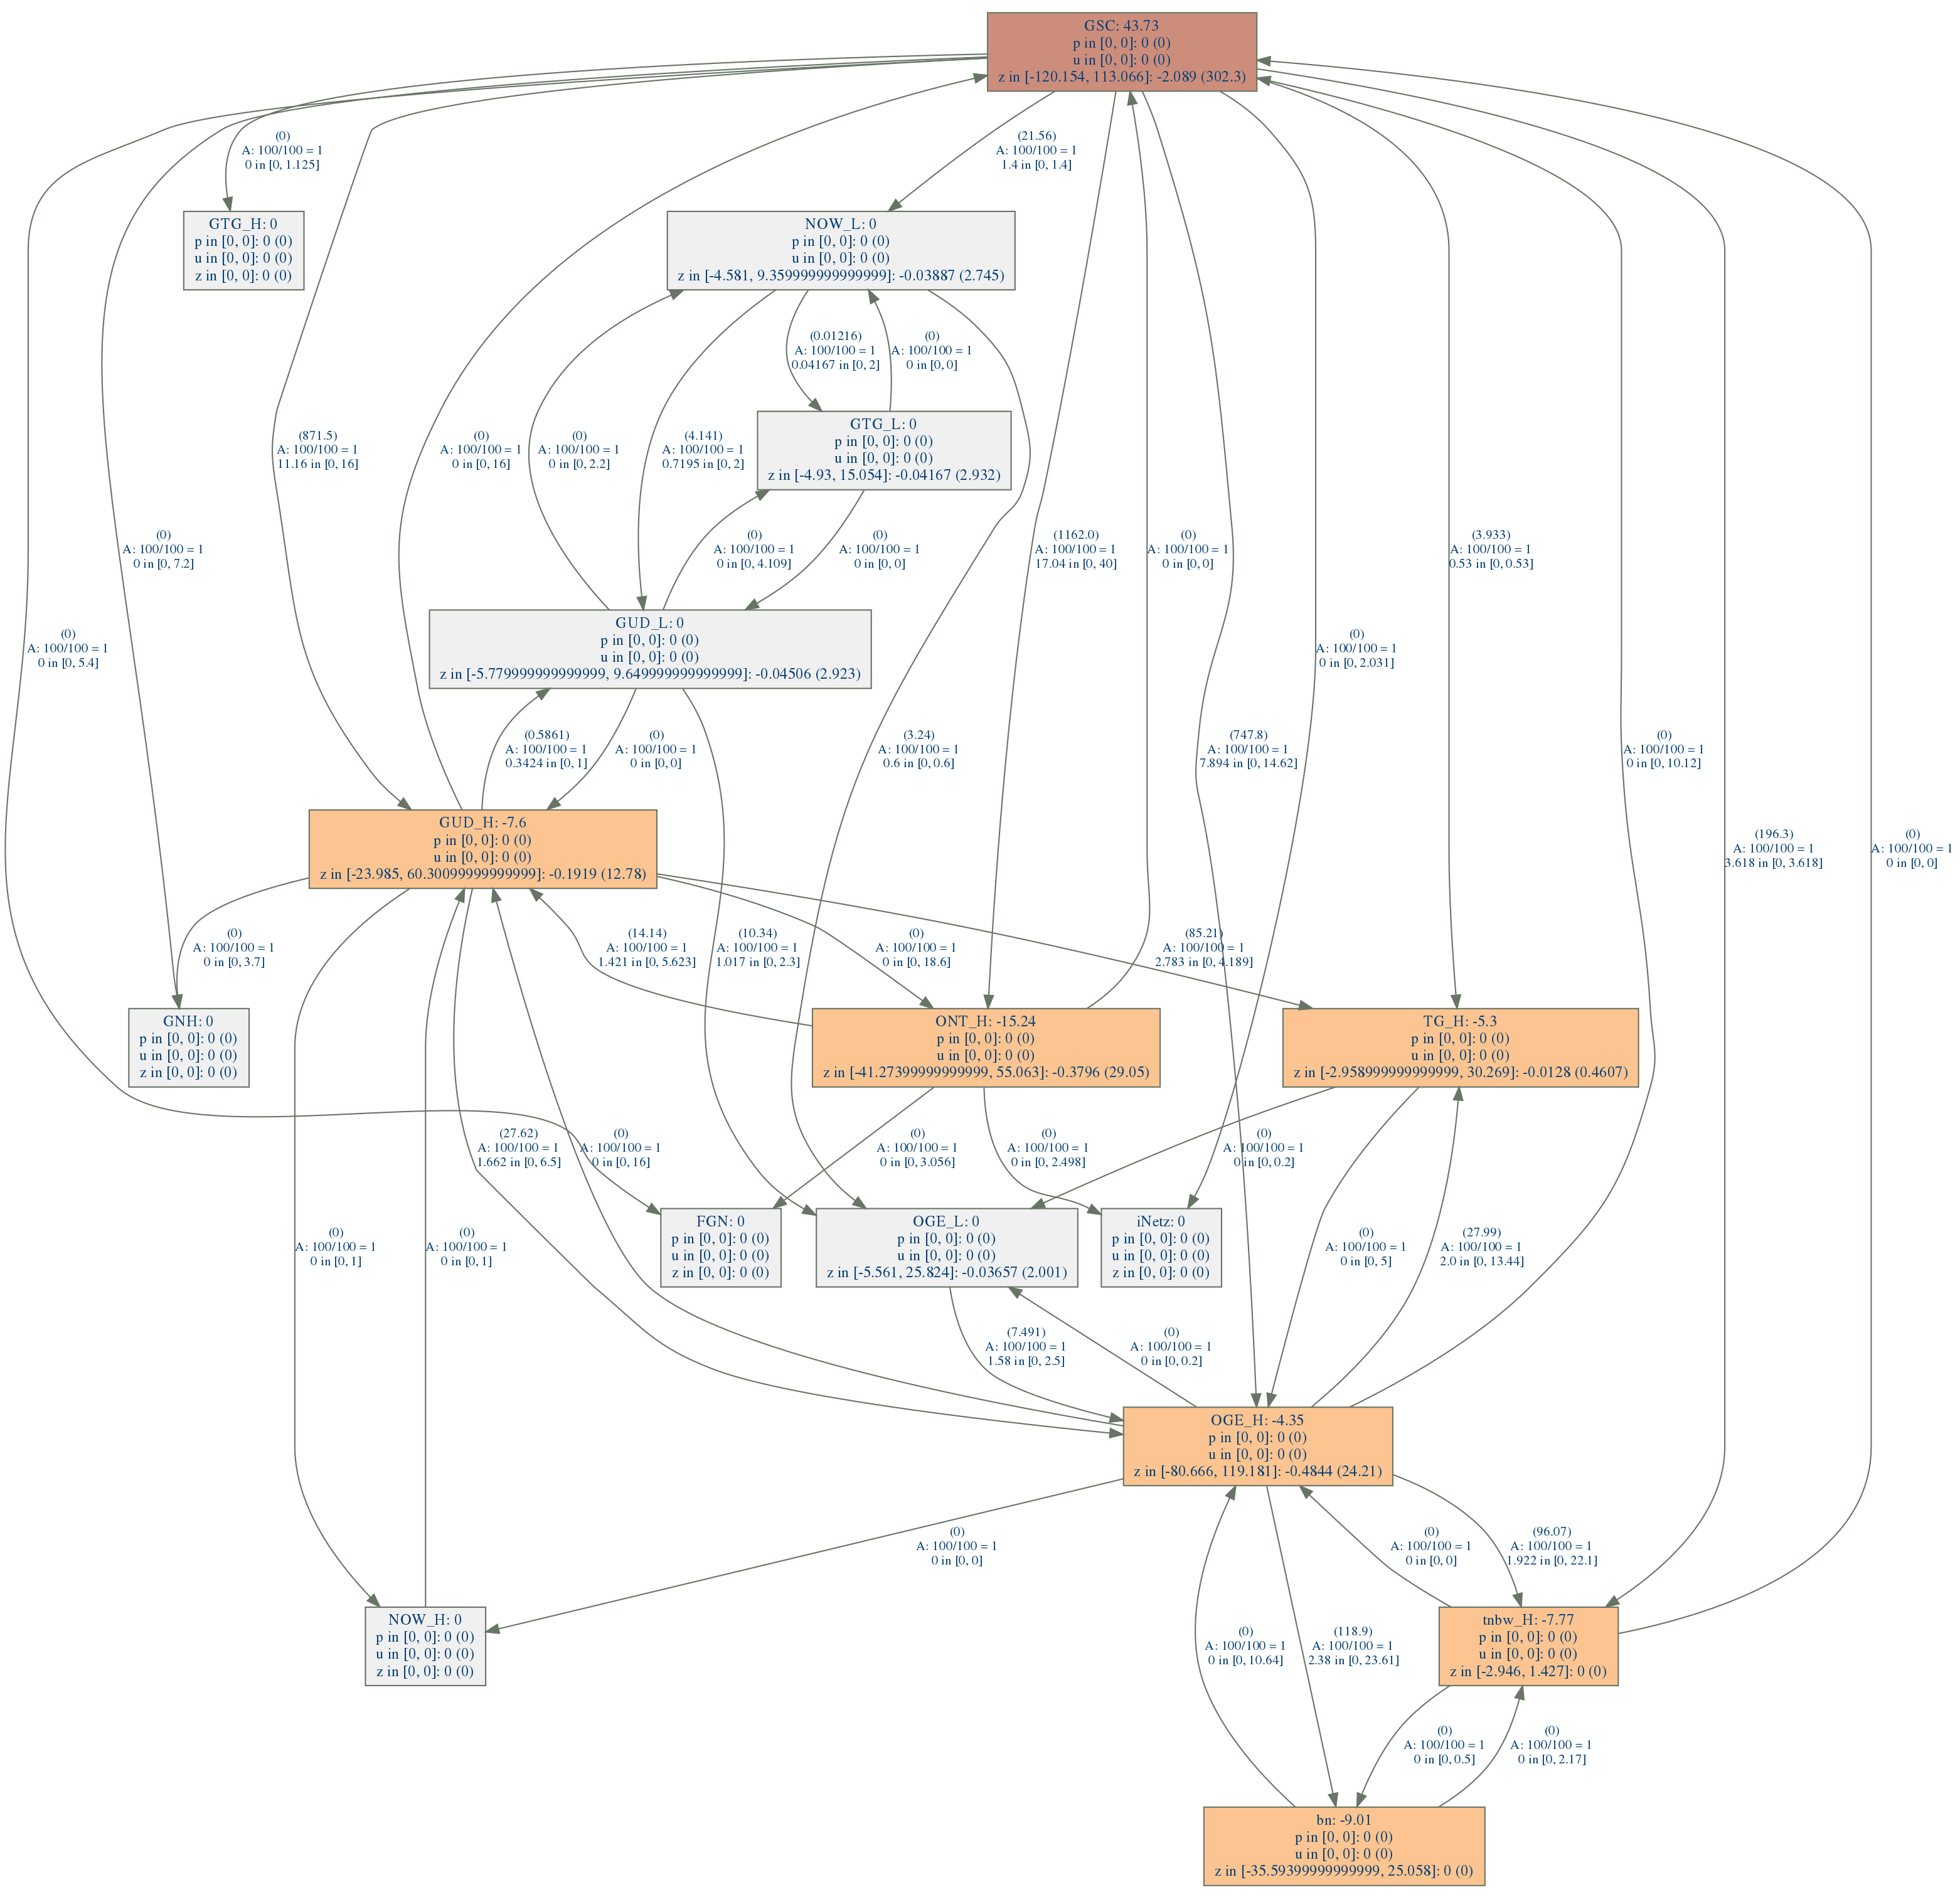 GSC: 43.73
p in [0, 0]: 0 (0)
u in [0, 0]: 0 (0)
z in [-120.154, 113.066]: -2.089 (302.3)
(0)
A: 100/100 = 1
0 in [0, 1.125]
(21.56)
A: 100/100 = 1
1.4 in [0, 1.4]
GTG_H: 0
p in [0, 0]: 0 (0)
u in [0, 0]: 0 (0)
z in [0, 0]: 0 (0)
NOW_L: 0
p in [0, 0]: 0 (0)
u in [0, 0]: 0 (0)
z in [-4.581, 9.359999999999999]: -0.03887 (2.745)
(0.01216)
A: 100/100 = 1
0.04167 in [0, 2]
(0)
A: 100/100 = 1
0 in [0, 0]
(871.5)
A: 100/100 = 1
11.16 in [0, 16]
(0)
A: 100/100 = 1
0 in [0, 16]
(0)
A: 100/100 = 1
0 in [0, 2.2]
(4.141)
A: 100/100 = 1
0.7195 in [0, 2]
GTG_L: 0
p in [0, 0]: 0 (0)
u in [0, 0]: 0 (0)
z in [-4.93, 15.054]: -0.04167 (2.932)
(0)
A: 100/100 = 1
0 in [0, 7.2]
(0)
A: 100/100 = 1
0 in [0, 4.109]
(0)
A: 100/100 = 1
0 in [0, 0]
(1162.0)
A: 100/100 = 1
17.04 in [0, 40]
(0)
A: 100/100 = 1
0 in [0, 0]
(3.933)
A: 100/100 = 1
0.53 in [0, 0.53]
(0)
A: 100/100 = 1
0 in [0, 5.4]
GUD_L: 0
p in [0, 0]: 0 (0)
u in [0, 0]: 0 (0)
z in [-5.779999999999999, 9.649999999999999]: -0.04506 (2.923)
(0)
A: 100/100 = 1
0 in [0, 2.031]
(0.5861)
A: 100/100 = 1
0.3424 in [0, 1]
(0)
A: 100/100 = 1
0 in [0, 0]
(3.24)
A: 100/100 = 1
0.6 in [0, 0.6]
(747.8)
A: 100/100 = 1
7.894 in [0, 14.62]
(0)
A: 100/100 = 1
0 in [0, 10.12]
GUD_H: -7.6
p in [0, 0]: 0 (0)
u in [0, 0]: 0 (0)
z in [-23.985, 60.30099999999999]: -0.1919 (12.78)
(196.3)
A: 100/100 = 1
3.618 in [0, 3.618]
(0)
A: 100/100 = 1
0 in [0, 0]
(0)
A: 100/100 = 1
0 in [0, 3.7]
(14.14)
A: 100/100 = 1
1.421 in [0, 5.623]
(10.34)
A: 100/100 = 1
1.017 in [0, 2.3]
(0)
A: 100/100 = 1
0 in [0, 18.6]
(85.21)
A: 100/100 = 1
2.783 in [0, 4.189]
GNH: 0
p in [0, 0]: 0 (0)
u in [0, 0]: 0 (0)
z in [0, 0]: 0 (0)
ONT_H: -15.24
p in [0, 0]: 0 (0)
u in [0, 0]: 0 (0)
z in [-41.27399999999999, 55.063]: -0.3796 (29.05)
TG_H: -5.3
p in [0, 0]: 0 (0)
u in [0, 0]: 0 (0)
z in [-2.958999999999999, 30.269]: -0.0128 (0.4607)
(27.62)
A: 100/100 = 1
1.662 in [0, 6.5]
(0)
A: 100/100 = 1
0 in [0, 16]
(0)
A: 100/100 = 1
0 in [0, 3.056]
(0)
A: 100/100 = 1
0 in [0, 2.498]
(0)
A: 100/100 = 1
0 in [0, 0.2]
(0)
A: 100/100 = 1
0 in [0, 1]
(0)
A: 100/100 = 1
0 in [0, 1]
FGN: 0
p in [0, 0]: 0 (0)
u in [0, 0]: 0 (0)
z in [0, 0]: 0 (0)
OGE_L: 0
p in [0, 0]: 0 (0)
u in [0, 0]: 0 (0)
z in [-5.561, 25.824]: -0.03657 (2.001)
iNetz: 0
p in [0, 0]: 0 (0)
u in [0, 0]: 0 (0)
z in [0, 0]: 0 (0)
(0)
A: 100/100 = 1
0 in [0, 5]
(27.99)
A: 100/100 = 1
2.0 in [0, 13.44]
(7.491)
A: 100/100 = 1
1.58 in [0, 2.5]
(0)
A: 100/100 = 1
0 in [0, 0.2]
OGE_H: -4.35
p in [0, 0]: 0 (0)
u in [0, 0]: 0 (0)
z in [-80.666, 119.181]: -0.4844 (24.21)
(0)
A: 100/100 = 1
0 in [0, 0]
(0)
A: 100/100 = 1
0 in [0, 0]
(96.07)
A: 100/100 = 1
1.922 in [0, 22.1]
NOW_H: 0
p in [0, 0]: 0 (0)
u in [0, 0]: 0 (0)
z in [0, 0]: 0 (0)
(0)
A: 100/100 = 1
0 in [0, 10.64]
(118.9)
A: 100/100 = 1
2.38 in [0, 23.61]
tnbw_H: -7.77
p in [0, 0]: 0 (0)
u in [0, 0]: 0 (0)
z in [-2.946, 1.427]: 0 (0)
(0)
A: 100/100 = 1
0 in [0, 0.5]
(0)
A: 100/100 = 1
0 in [0, 2.17]
bn: -9.01
p in [0, 0]: 0 (0)
u in [0, 0]: 0 (0)
z in [-35.59399999999999, 25.058]: 0 (0)